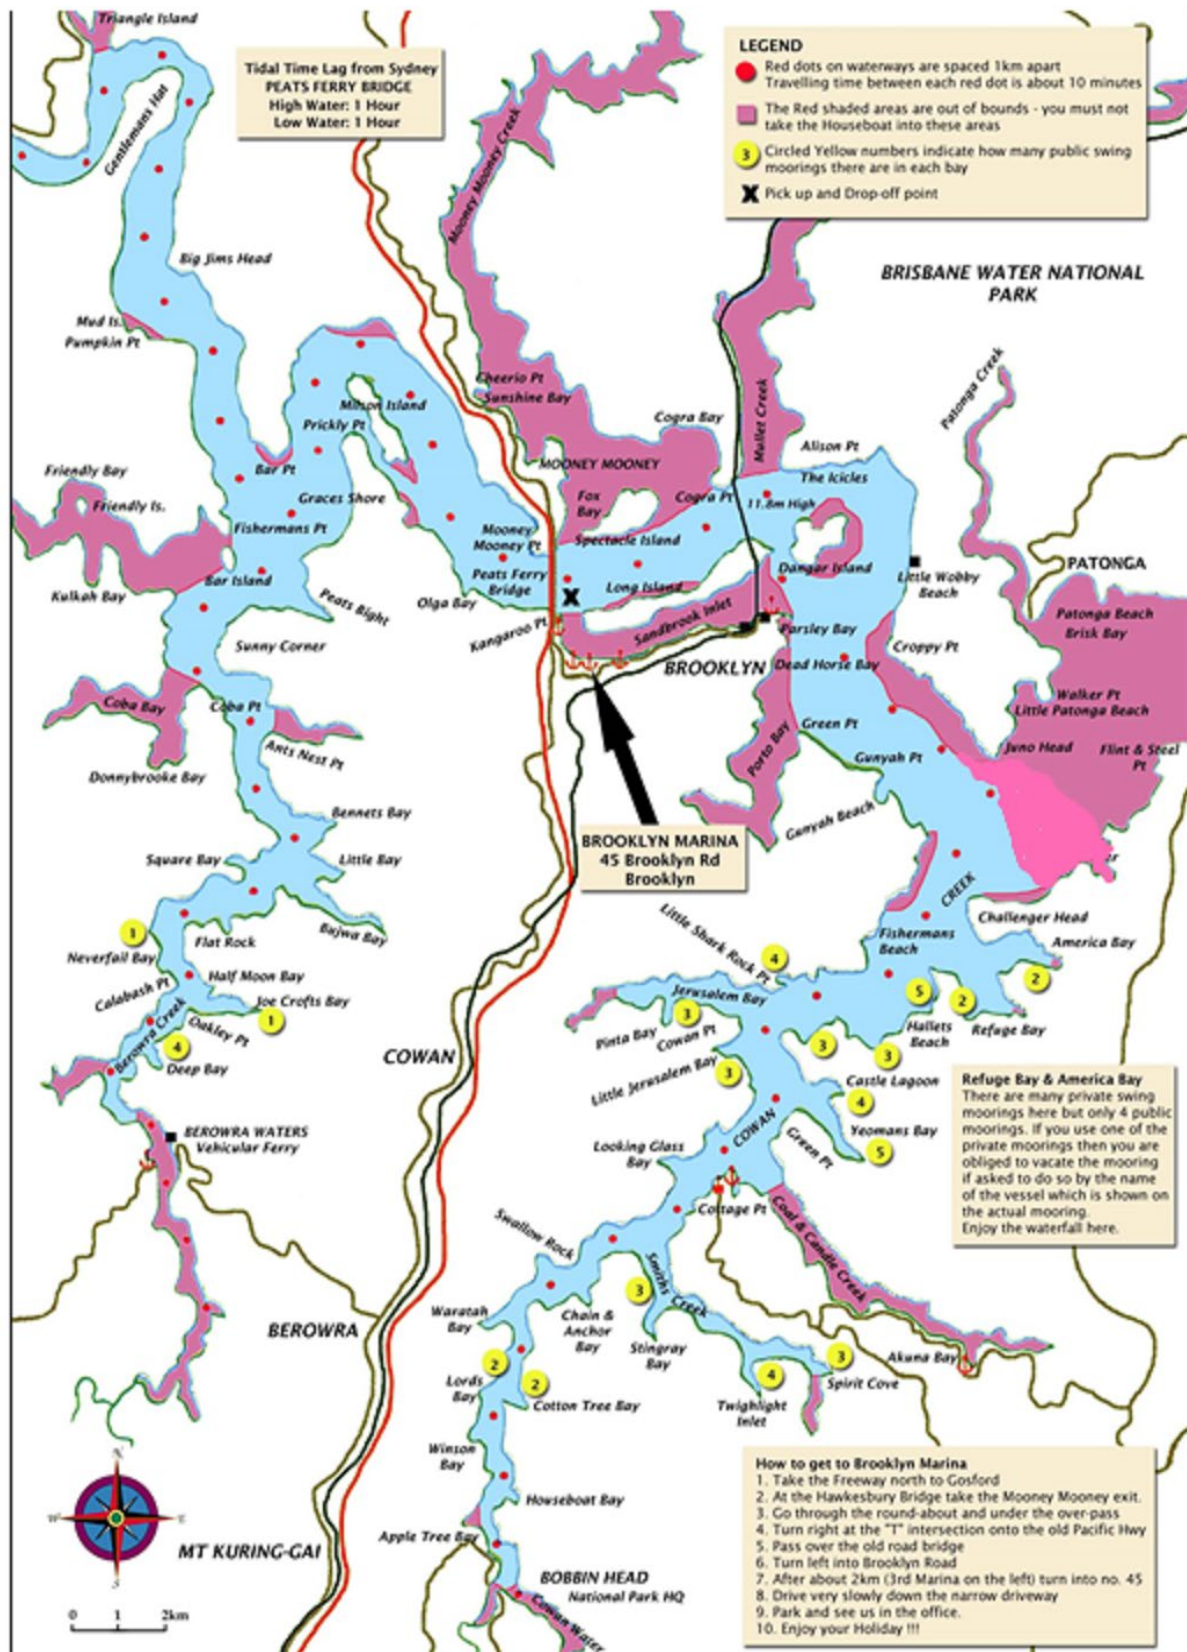 Triangle Island
Gentlemans Hat
Tidal Time Lag from Sydney
PEATS FERRY BRIDGE
High Water: 1 Hour
Low Water: 1 Hour
LEGEND
Red dots on waterways are spaced 1km apart
Travelling time between each red dot is about 10 minutes
The Red shaded areas are out of bounds - you must not
take the Houseboat into these areas
3
Circled Yellow numbers indicate how many public swing
moorings there are in each bay
X Pick up and Drop-off point
Mooney Mooney Creek
Big Jims Head
BRISBANE WATER NATIONAL
PARK
Mud Is.
Pumpkin Pt
Cheerio Pt
Sunshine Bay
Milson Island
Prickly Pt
Cogra Bay
Mullet Creek
Patonga Creek
Alison Pt
The Icicles
Bar Pt
MOONEY MOONEY
Friendly Bay
Friendly Is.
Graces Shore
Fox
Bay
Cogra Pt
11.8m High
Fishermans Pt
Mooney
Mooney Pt
Spectacle Island
Peats Ferry
Bridge
X
Long Island
Dangar Island
Little Wobby
Beach
PATONGA
Bar Island
Kulkah Bay
Peats Bight
Olga Bay
Kangaroo Pt
Sandbrook Inlet
Parsley Bay
Patonga Beach
Brisk Bay
Sunny Corner
Croppy Pt
BROOKLYN
Dead Horse Bay
Coba Bay
Coba Pt
Walker Pt
Little Patonga Beach
Green Pt
Porto Bay
Ants Nest Pt
Juno Head
Flint & Steel
Pt
Gunyah Pt
Donnybrooke Bay
Bennets Bay
Gunyah Beach
BROOKLYN MARINA
45 Brooklyn Rd
Brooklyn
Square Bay
Little Bay
CREEK
Little Shark Rock Pt
Challenger Head
Fishermans
Beach
America Bay
Bujwa Bay
1
Flat Rock
Neverfail Bay
4
2
Half Moon Bay
Calabash Pt
Joe Crofts Bay
1
Jerusalem Bay
5
2
Hallets
Beach
Refuge Bay
Oakley Pt
Berowra Creek
3
Pinta Bay
Cowan Pt
3
3
4
Deep Bay
COWAN
Little Jerusalem Bay
3
Castle Lagoon
4
Yeomans Bay
5
COWAN
Green Pt
Refuge Bay & America Bay
There are many private swing
moorings here but only 4 public
moorings. If you use one of the
private moorings then you are
obliged to vacate the mooring
if asked to do so by the name
of the vessel which is shown on
the actual mooring.
Enjoy the waterfall here.
BEROWRA WATERS
Vehicular Ferry
Looking Glass
Bay
Cottage Pt
Coal & Candle Creek
Swallow Rock
Smiths Creek
3
Waratah
Bay
Chain &
Anchor
Bay
Stingray
Bay
BEROWRA
2
Lords
Bay
2
Cotton Tree Bay
3
4
Akuna Bay
Spirit Cove
Twighlight
Inlet
Winson
Bay
Houseboat Bay
Apple Tree Bay
N
W
E
S
MT KURING-GAI
BOBBIN HEAD
National Park HQ
Cowan Water
0 1 2km
How to get to Brooklyn Marina
1. Take the Freeway north to Gosford
2. At the Hawkesbury Bridge take the Mooney Mooney exit.
3. Go through the round-about and under the over-pass
4. Turn right at the "T" intersection onto the old Pacific Hwy
5. Pass over the old road bridge
6. Turn left into Brooklyn Road
7. After about 2km (3rd Marina on the left) turn into no. 45
8. Drive very slowly down the narrow driveway
9. Park and see us in the office.
10. Enjoy your Holiday !!!